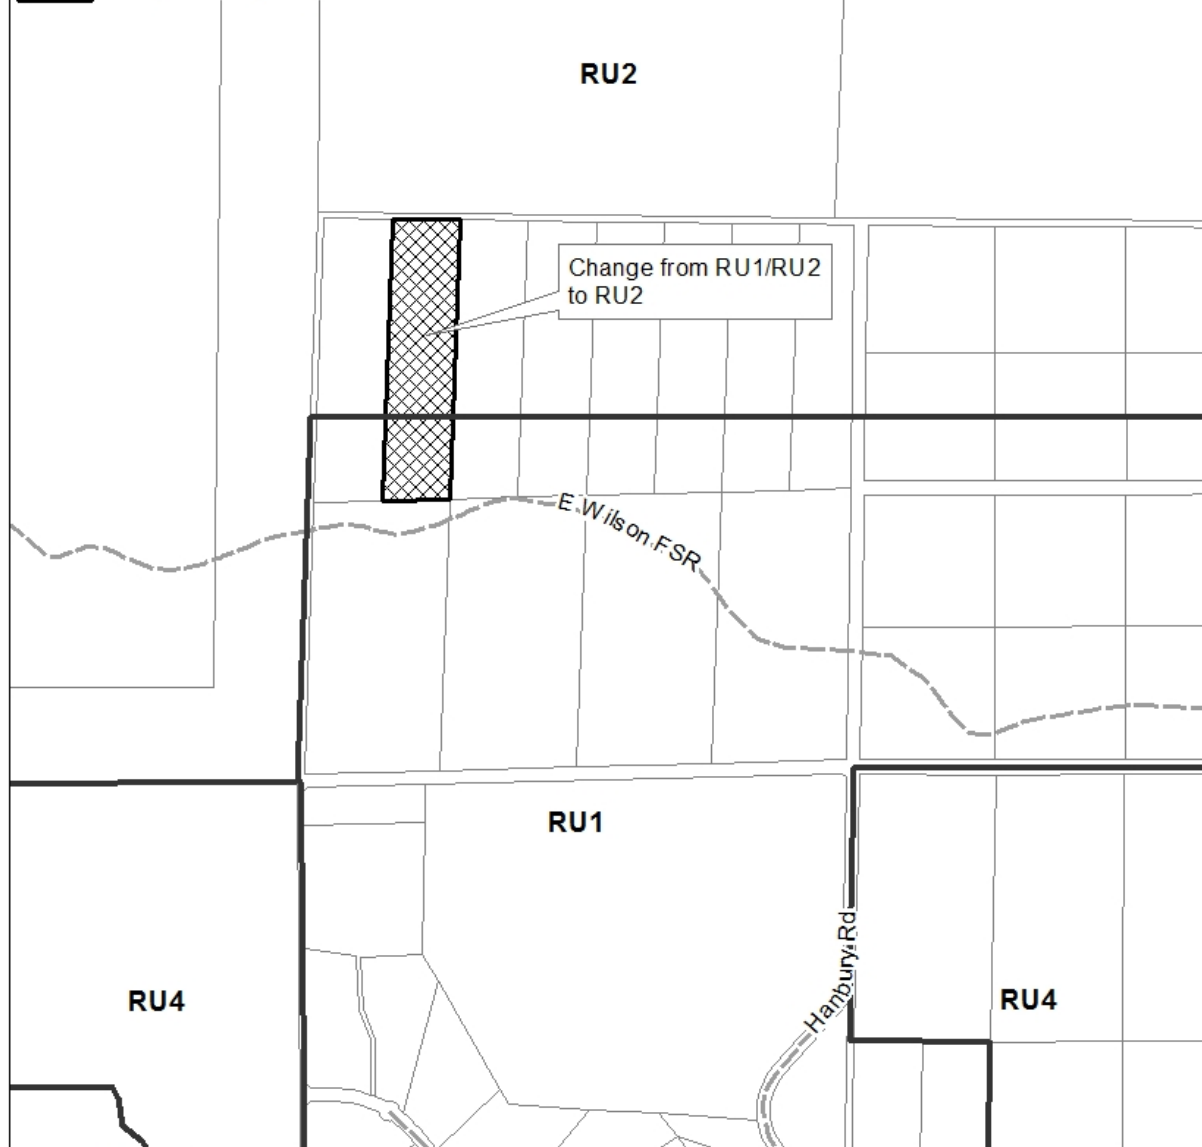 RU2
Change from RU1/RU2
to RU2
E Wilson FSR
RU1
Hanbury Rd
RU4
RU4